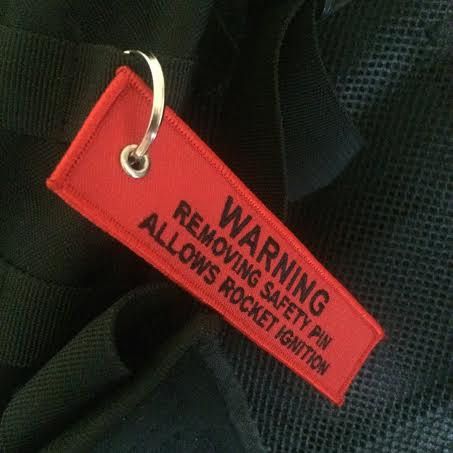 WARNING
REMOVING SAFETY PIN
ALLOWS ROCKET IGNITION